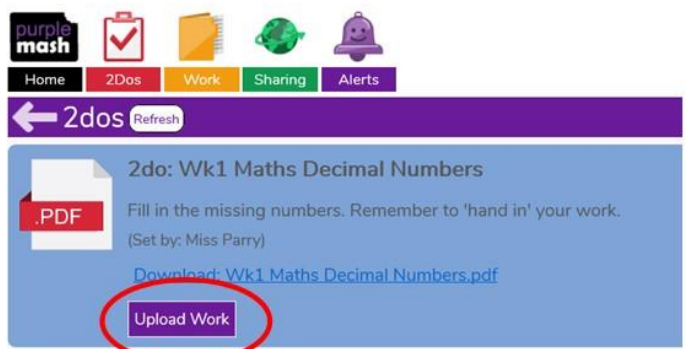 purple
mash
Home 2Dos Work Sharing Alerts
2dos Refresh
2do: Wk1 Maths Decimal Numbers
.PDF
Fill in the missing numbers. Remember to 'hand in' your work.
(Set by: Miss Parry)
Download: Wk1 Maths Decimal Numbers.pdf
Upload Work